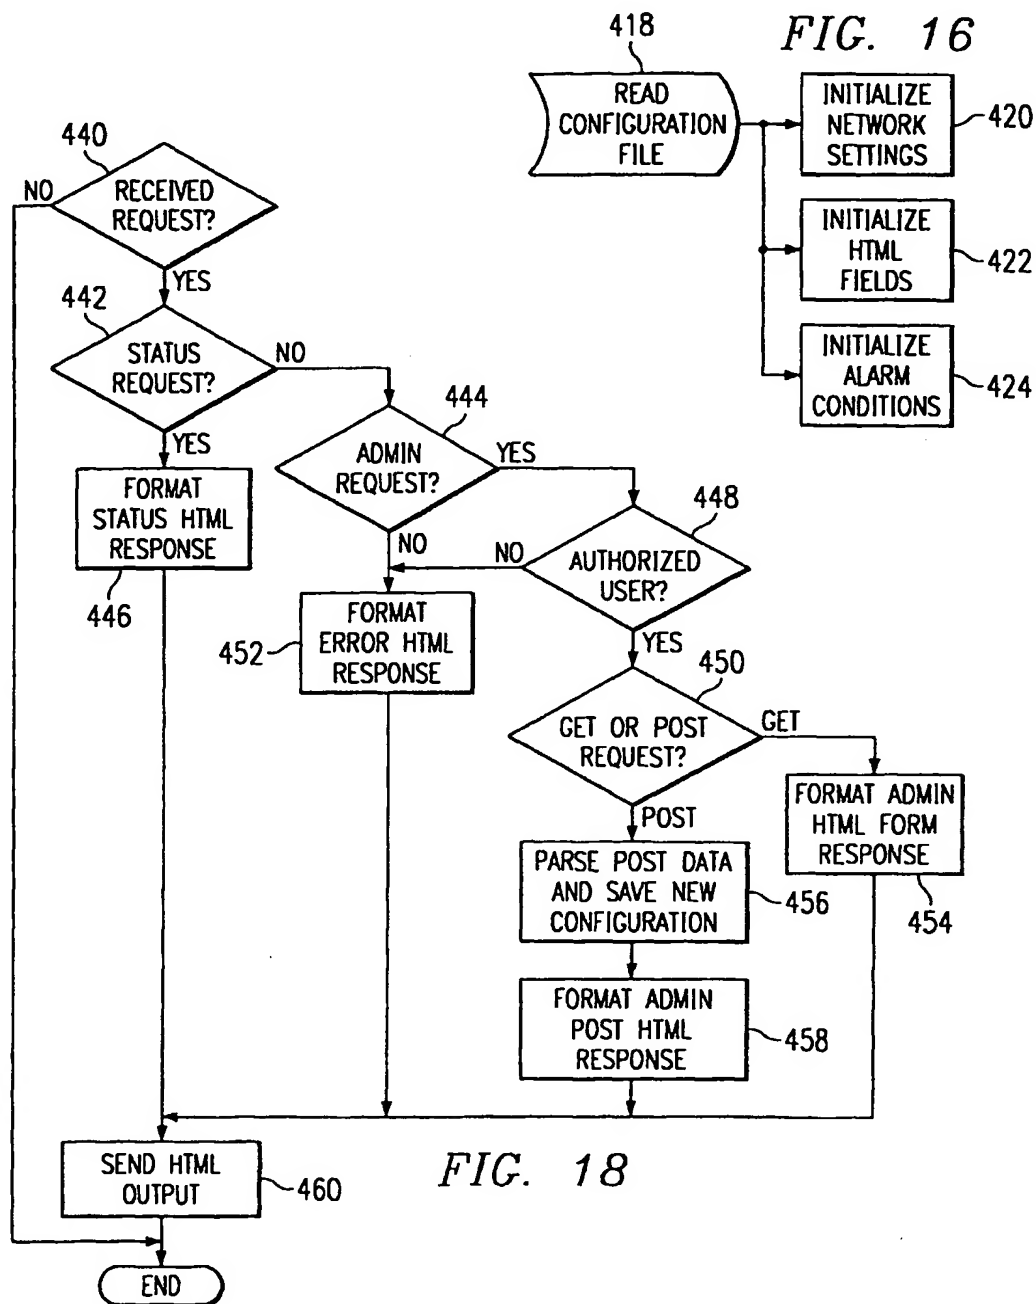 FIG. 16
418
READ
CONFIGURATION
FILE
INITIALIZE
NETWORK
SETTINGS
420
INITIALIZE
HTML
FIELDS
422
INITIALIZE
ALARM
CONDITIONS
424
440
NO
RECEIVED
REQUEST?
YES
442
STATUS
REQUEST?
NO
YES
444
ADMIN
REQUEST?
YES
NO
FORMAT
STATUS HTML
RESPONSE
446
448
AUTHORIZED
USER?
NO
YES
FORMAT
ERROR HTML
RESPONSE
452
450
GET OR POST
REQUEST?
GET
POST
FORMAT ADMIN
HTML FORM
RESPONSE
454
PARSE POST DATA
AND SAVE NEW
CONFIGURATION
456
FORMAT ADMIN
POST HTML
RESPONSE
458
SEND HTML
OUTPUT
460
FIG. 18
END